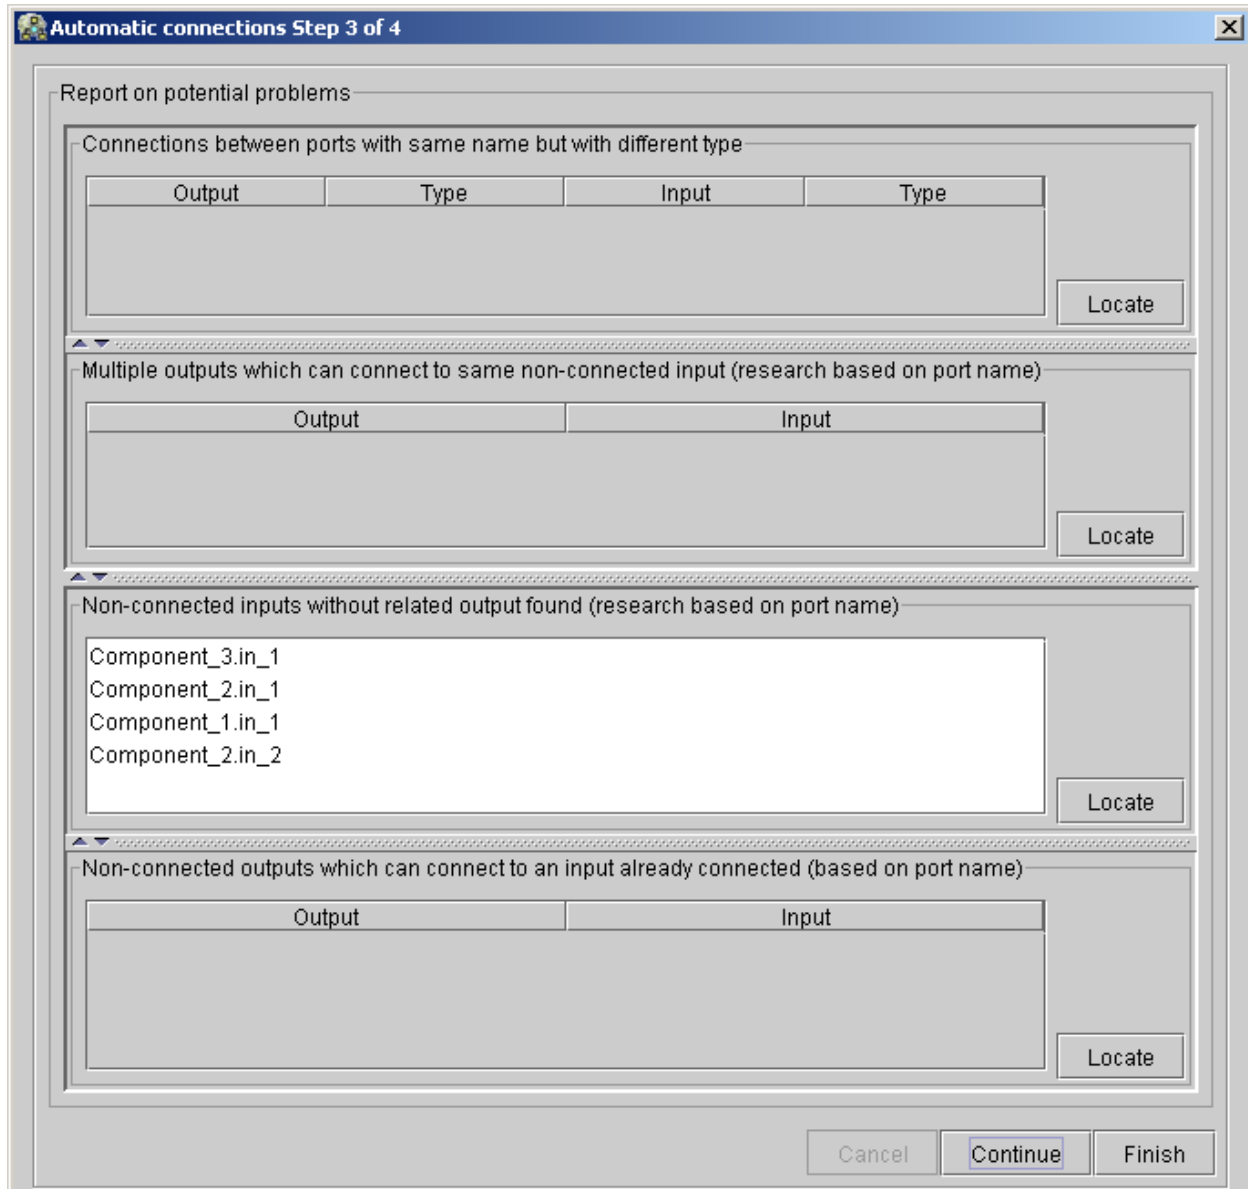 Automatic connections Step 3 of 4
Report on potential problems
Connections between ports with same name but with different type
Output Type Input Type
Locate
Multiple outputs which can connect to same non-connected input (research based on port name)
Output Input
Locate
Non-connected inputs without related output found (research based on port name)
Component_3.in_1
Component_2.in_1
Component_1.in_1
Component_2.in_2
Locate
Non-connected outputs which can connect to an input already connected (based on port name)
Output Input
Locate
Cancel Continue Finish